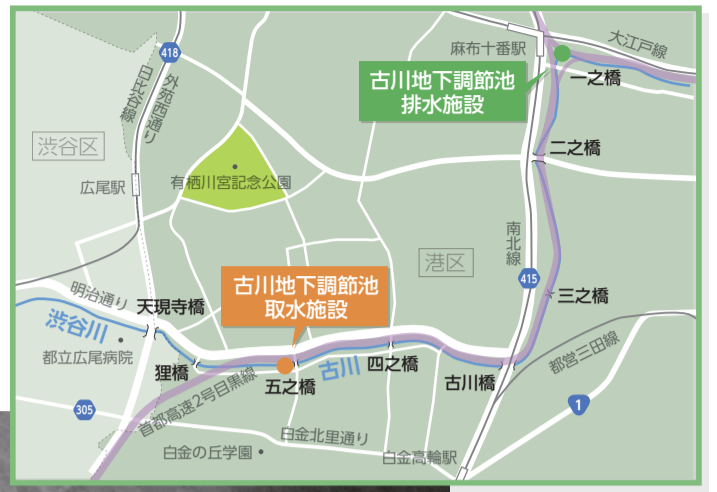 418
日比谷線
外苑西通り
麻布十番駅
大江戸線
古川地下調節池
排水施設
一之橋
二之橋
渋谷区
広尾駅
有栖川宮記念公園
南北線
港区
415
三之橋
古川地下調節池
取水施設
明治通り
天現寺橋
渋谷川
都立広尾病院
狸橋
五之橋
古川
四之橋
古川橋
都営三田線
首都高速2号目黒線
305
1
白金北里通り
白金の丘学園
白金高輪駅